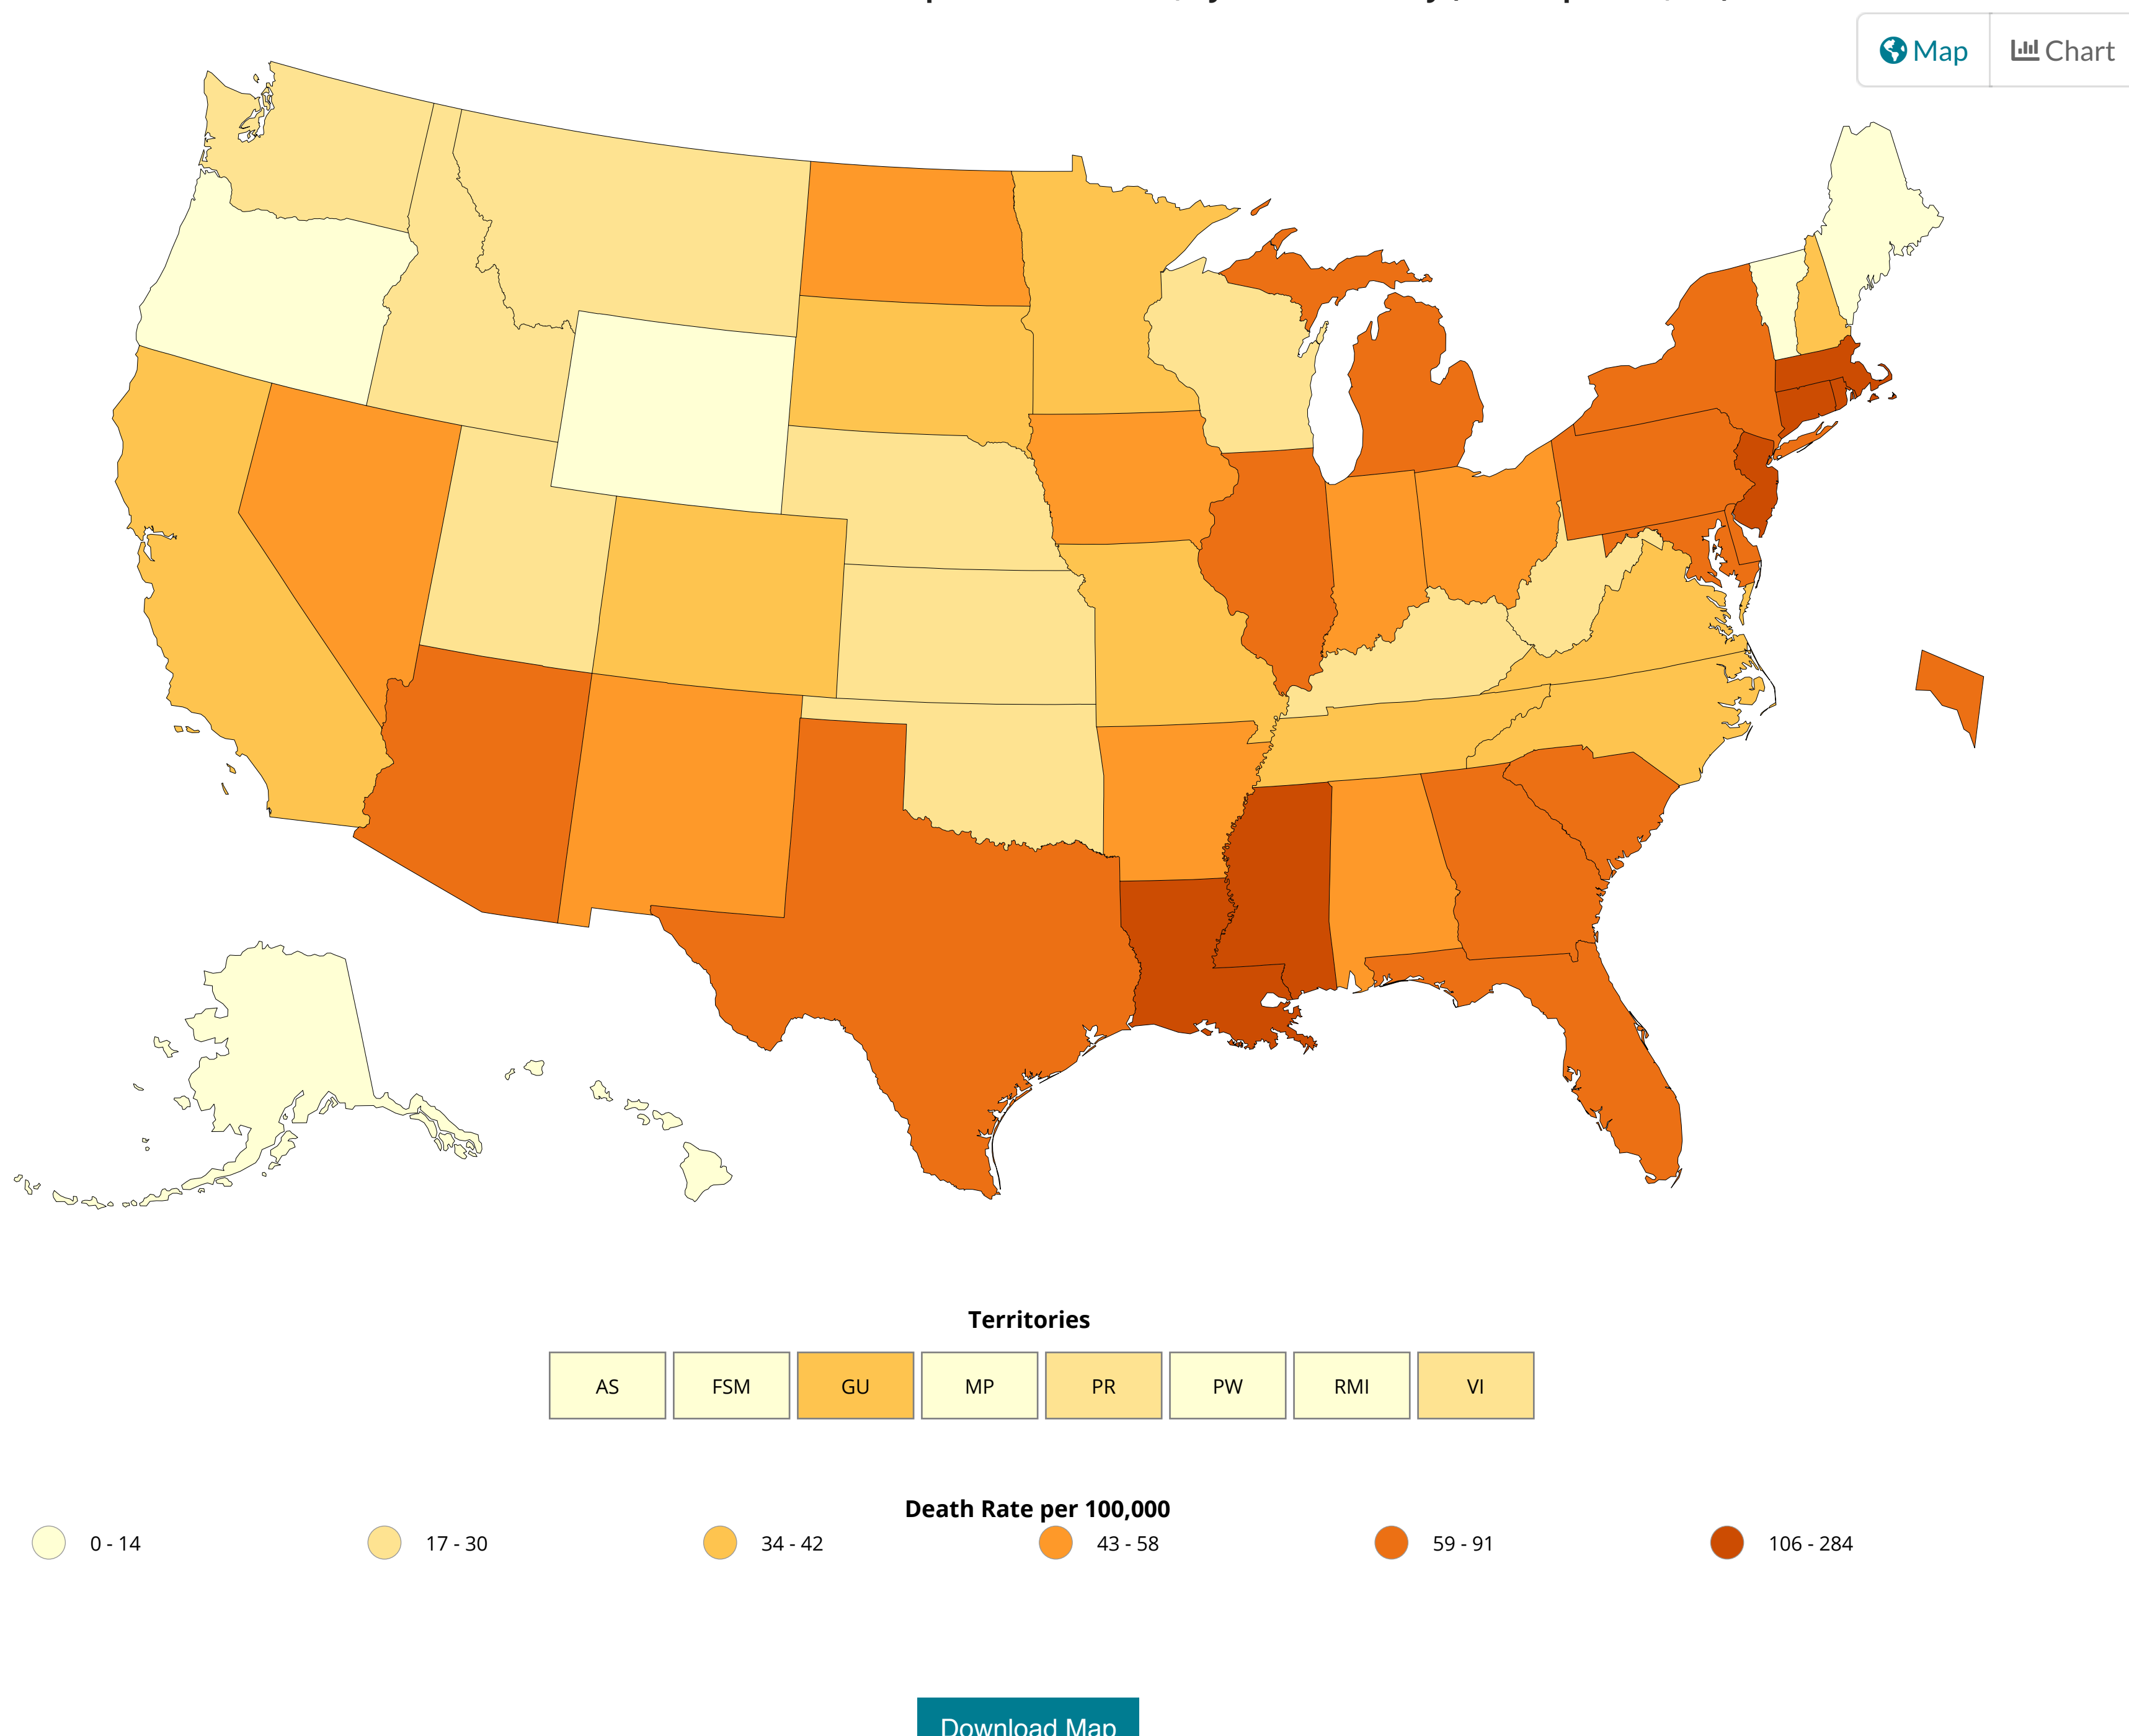 Map
Chart
Territories
AS
FSM
GU
MP
PR
PW
RMI
VI
Death Rate per 100,000
0 - 14
17 - 30
34 - 42
43 - 58
59 - 91
106 - 284
Download Map